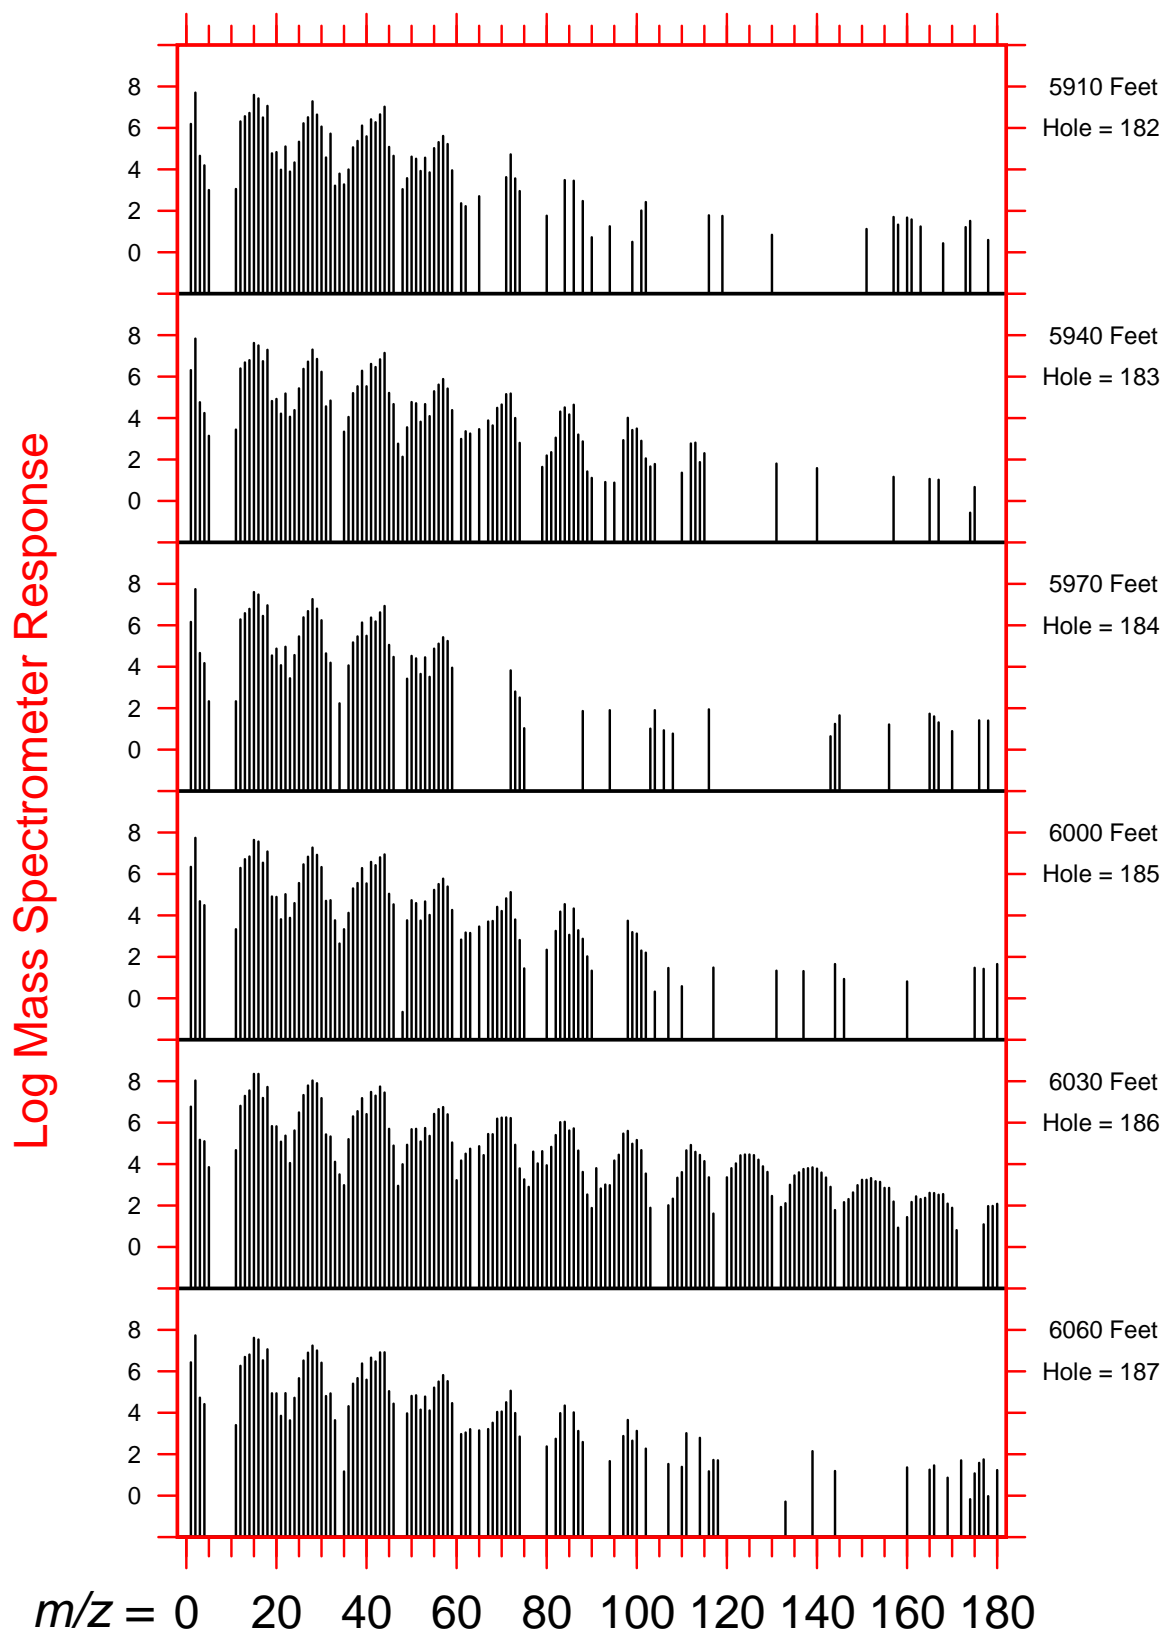 8
6
4
2
0
5910 Feet
Hole = 182
8
6
4
2
0
5940 Feet
Hole = 183
8
6
4
2
0
5970 Feet
Hole = 184
8
6
4
2
0
6000 Feet
Hole = 185
8
6
4
2
0
6030 Feet
Hole = 186
8
6
4
2
0
6060 Feet
Hole = 187
Log Mass Spectrometer Response
m/z = 0 20 40 60 80 100 120 140 160 180